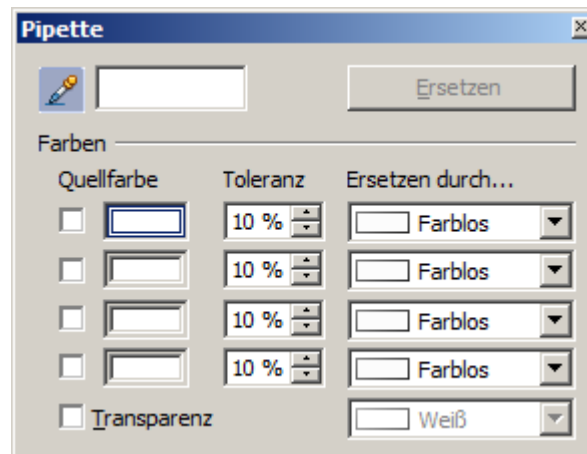 Pipette
Ersetzen
Farben
Quellfarbe Toleranz Ersetzen durch...
10 % Farblos
10 % Farblos
10 % Farblos
10 % Farblos
Transparenz Weiß